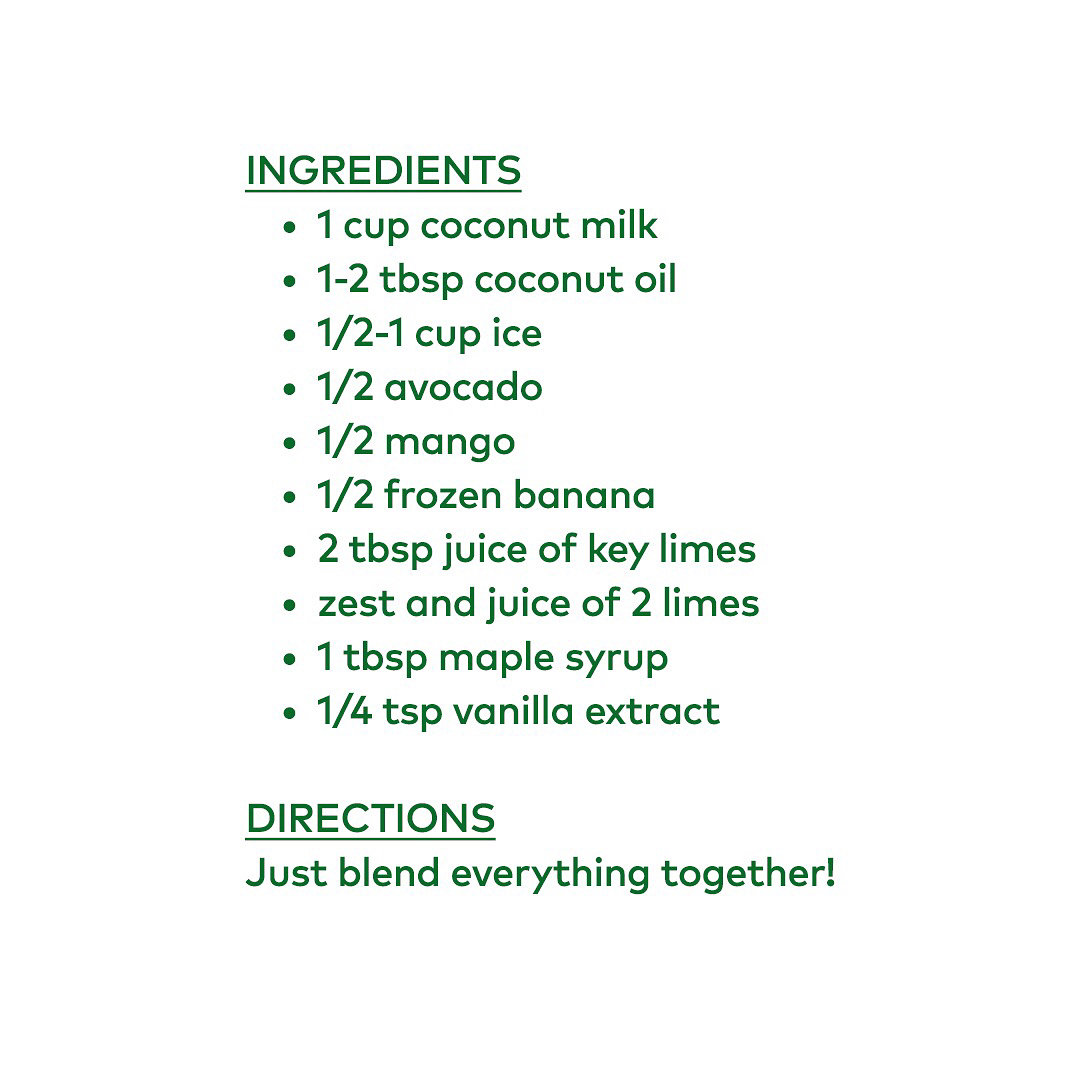 INGREDIENTS
• 1 cup coconut milk
• 1-2 tbsp coconut oil
• 1/2-1 cup ice
• 1/2 avocado
• 1/2 mango
• 1/2 frozen banana
• 2 tbsp juice of key limes
• zest and juice of 2 limes
• 1 tbsp maple syrup
• 1/4 tsp vanilla extract
DIRECTIONS
Just blend everything together!